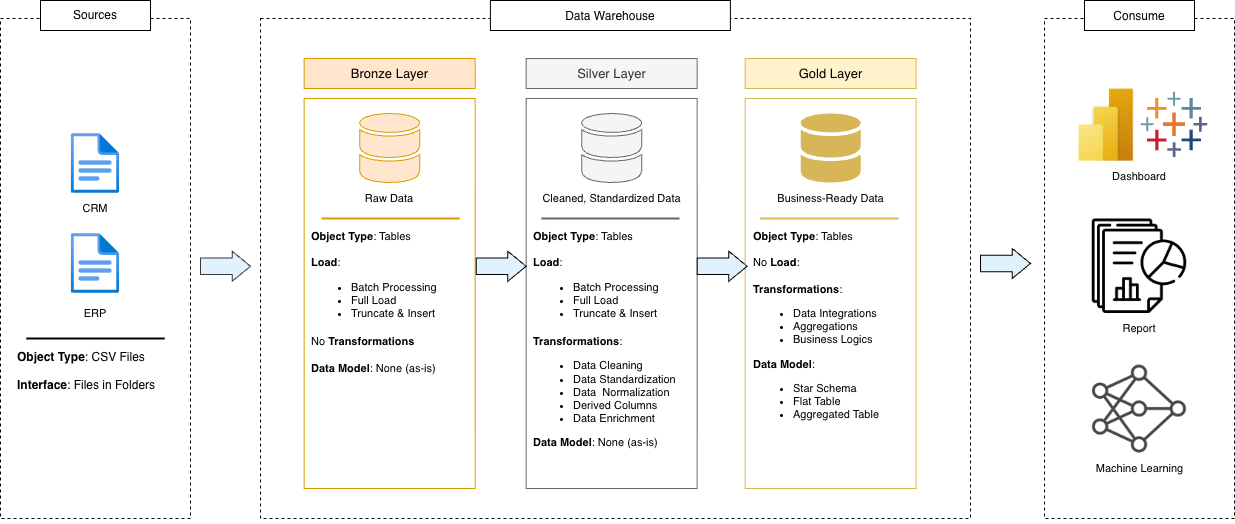 Sources
CRM
ERP
Object Type: CSV Files
Interface: Files in Folders
Data Warehouse
Bronze Layer
Raw Data
Object Type: Tables
Load:
• Batch Processing
• Full Load
• Truncate & Insert
No Transformations
Data Model: None (as-is)
Silver Layer
Cleaned, Standardized Data
Object Type: Tables
Load:
• Batch Processing
• Full Load
• Truncate & Insert
Transformations:
• Data Cleaning
• Data Standardization
• Data Normalization
• Derived Columns
• Data Enrichment
Data Model: None (as-is)
Gold Layer
Business-Ready Data
Object Type: Tables
No Load:
Transformations:
• Data Integrations
• Aggregations
• Business Logics
Data Model:
• Star Schema
• Flat Table
• Aggregated Table
Consume
Dashboard
Report
Machine Learning